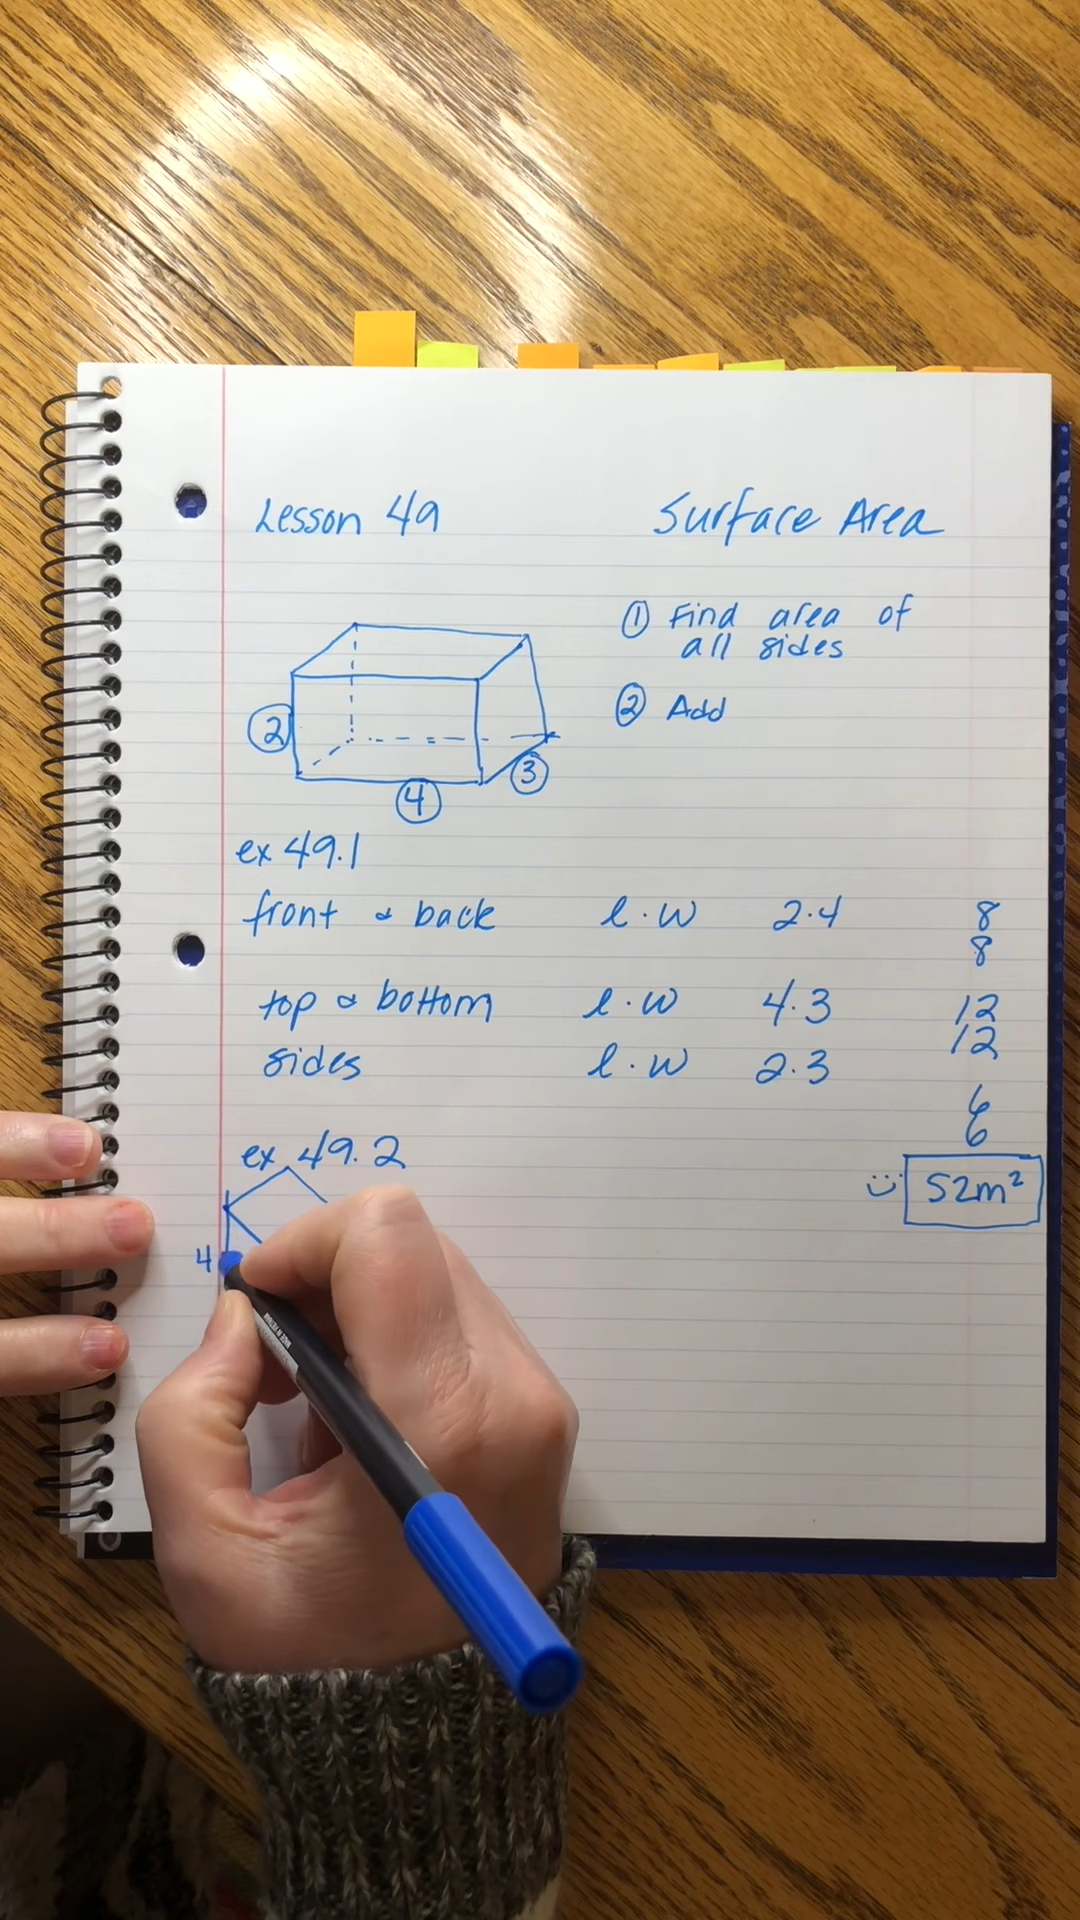 Lesson 49
Surface Area
① Find area of
all sides
② Add
②
③
④
ex 49.1
front & back l·w 2·4 8
8
top & bottom l·w 4·3 12
12
sides l·w 2·3
6
6
ex 49.2
52m²
4